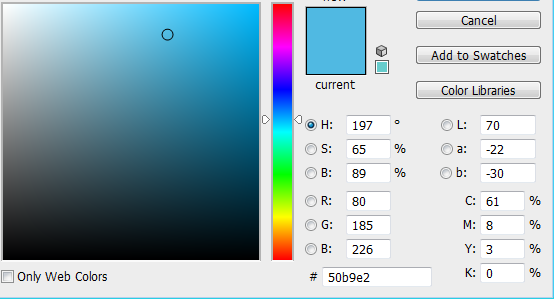 new
Cancel
Add to Swatches
current
Color Libraries
H: 197 °
L: 70
S: 65 %
a: -22
B: 89 %
b: -30
R: 80
C: 61 %
G: 185
M: 8 %
B: 226
Y: 3 %
Only Web Colors
# 50b9e2
K: 0 %